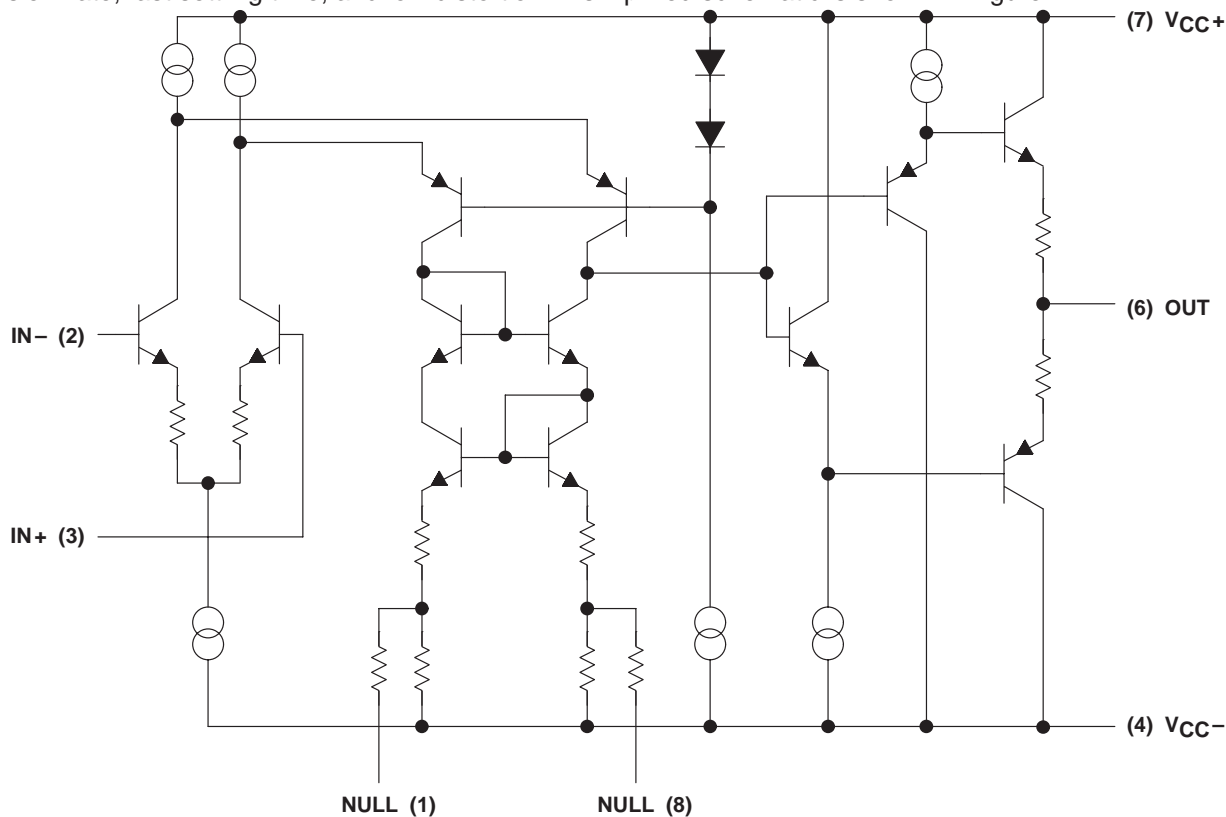 (7) VCC+
IN− (2)
(6) OUT
IN+ (3)
(4) VCC−
NULL (1)
NULL (8)